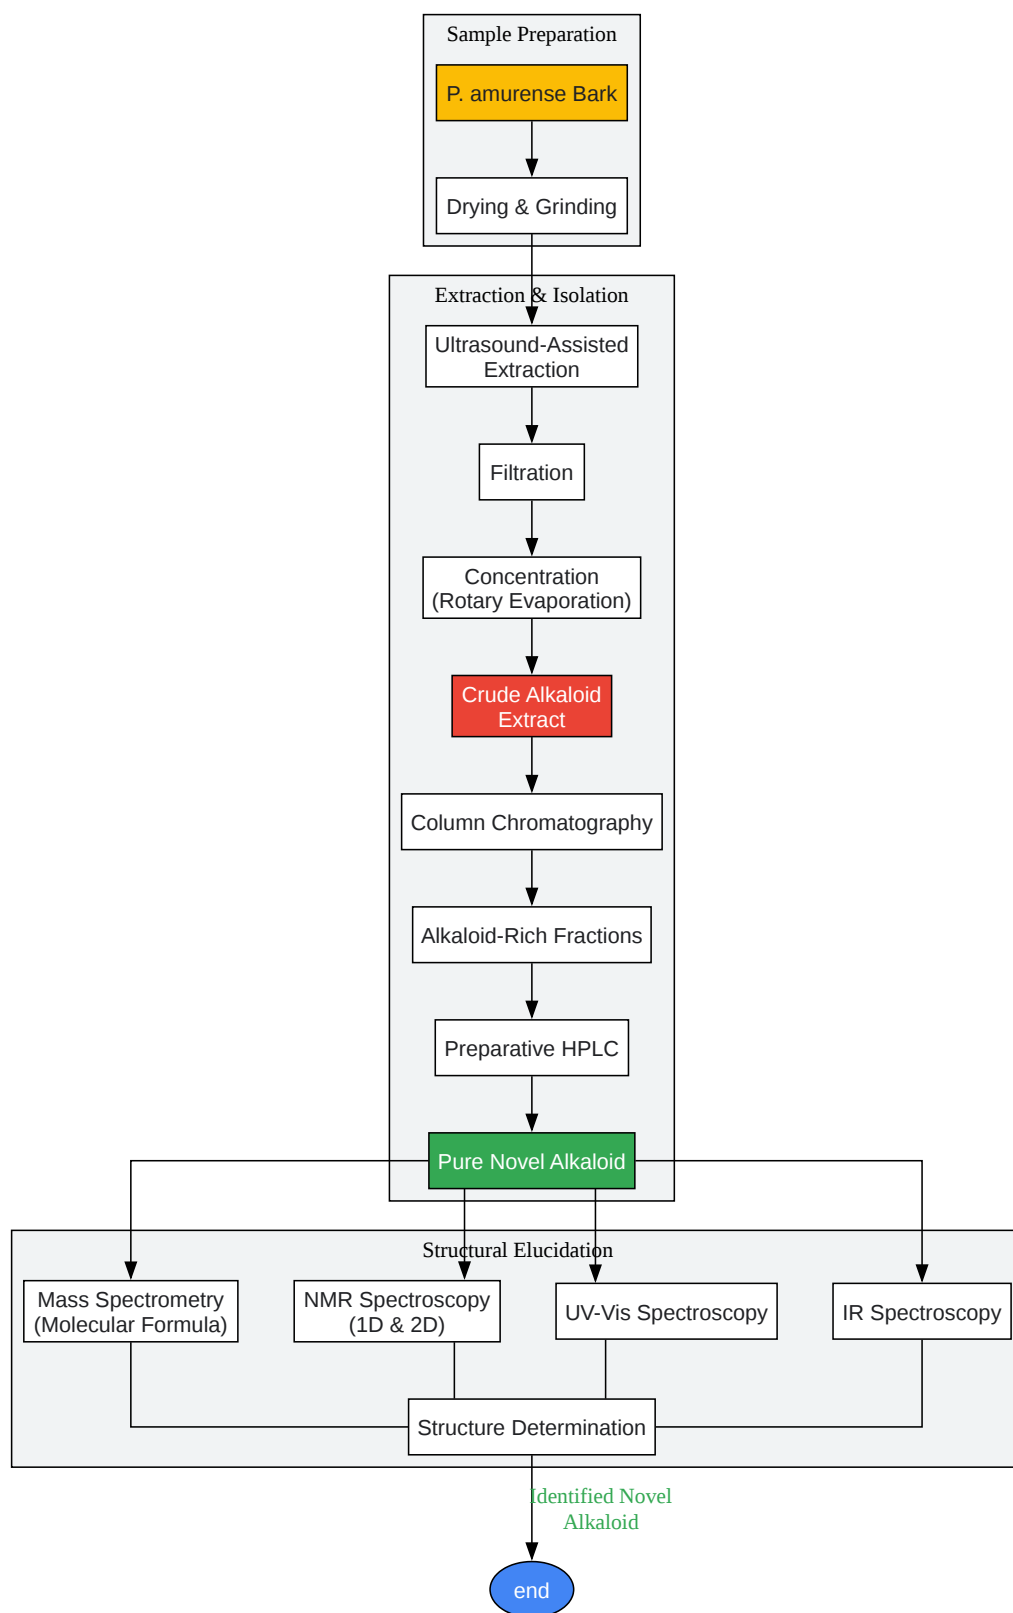 Sample Preparation
P. amurense Bark
Drying & Grinding
Extraction & Isolation
Ultrasound-Assisted
Extraction
Filtration
Concentration
(Rotary Evaporation)
Crude Alkaloid
Extract
Column Chromatography
Alkaloid-Rich Fractions
Preparative HPLC
Pure Novel Alkaloid
Structural Elucidation
Mass Spectrometry
(Molecular Formula)
NMR Spectroscopy
(1D & 2D)
UV-Vis Spectroscopy
IR Spectroscopy
Structure Determination
Identified Novel
Alkaloid
end